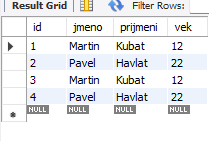 Result Grid Filter Rows:
id jmeno prijmeni vek
1 Martin Kubat 12
2 Pavel Havlat 22
3 Martin Kubat 12
4 Pavel Havlat 22
NULL NULL NULL NULL